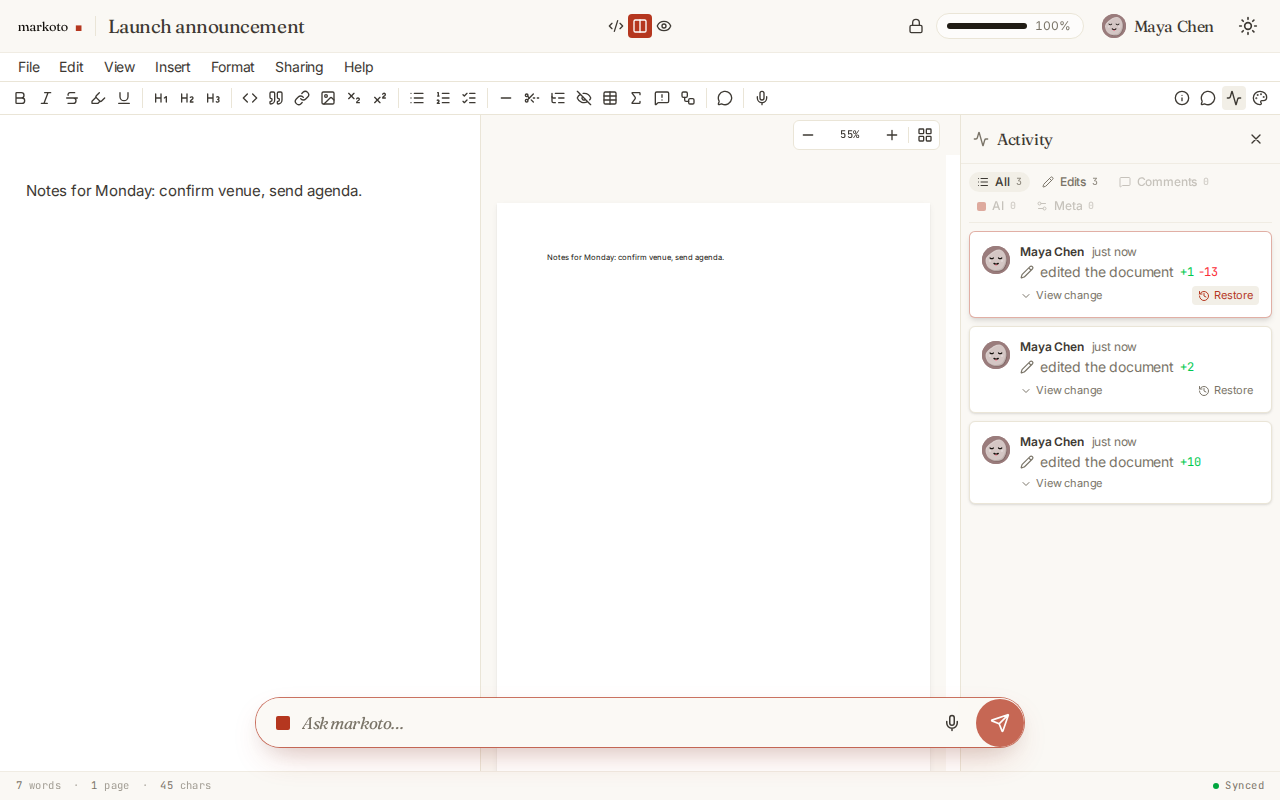 markoto
Launch announcement
100%
Maya Chen
File Edit View Insert Format Sharing Help
H1 H2 H3
55%
Activity
Notes for Monday: confirm venue, send agenda.
Notes for Monday: confirm venue, send agenda.
All 3 Edits 3 Comments 0
AI 0 Meta 0
Maya Chen just now
edited the document +1 -13
View change Restore
Maya Chen just now
edited the document +2
View change Restore
Maya Chen just now
edited the document +10
View change
Ask markoto...
7 words · 1 page · 45 chars
Synced